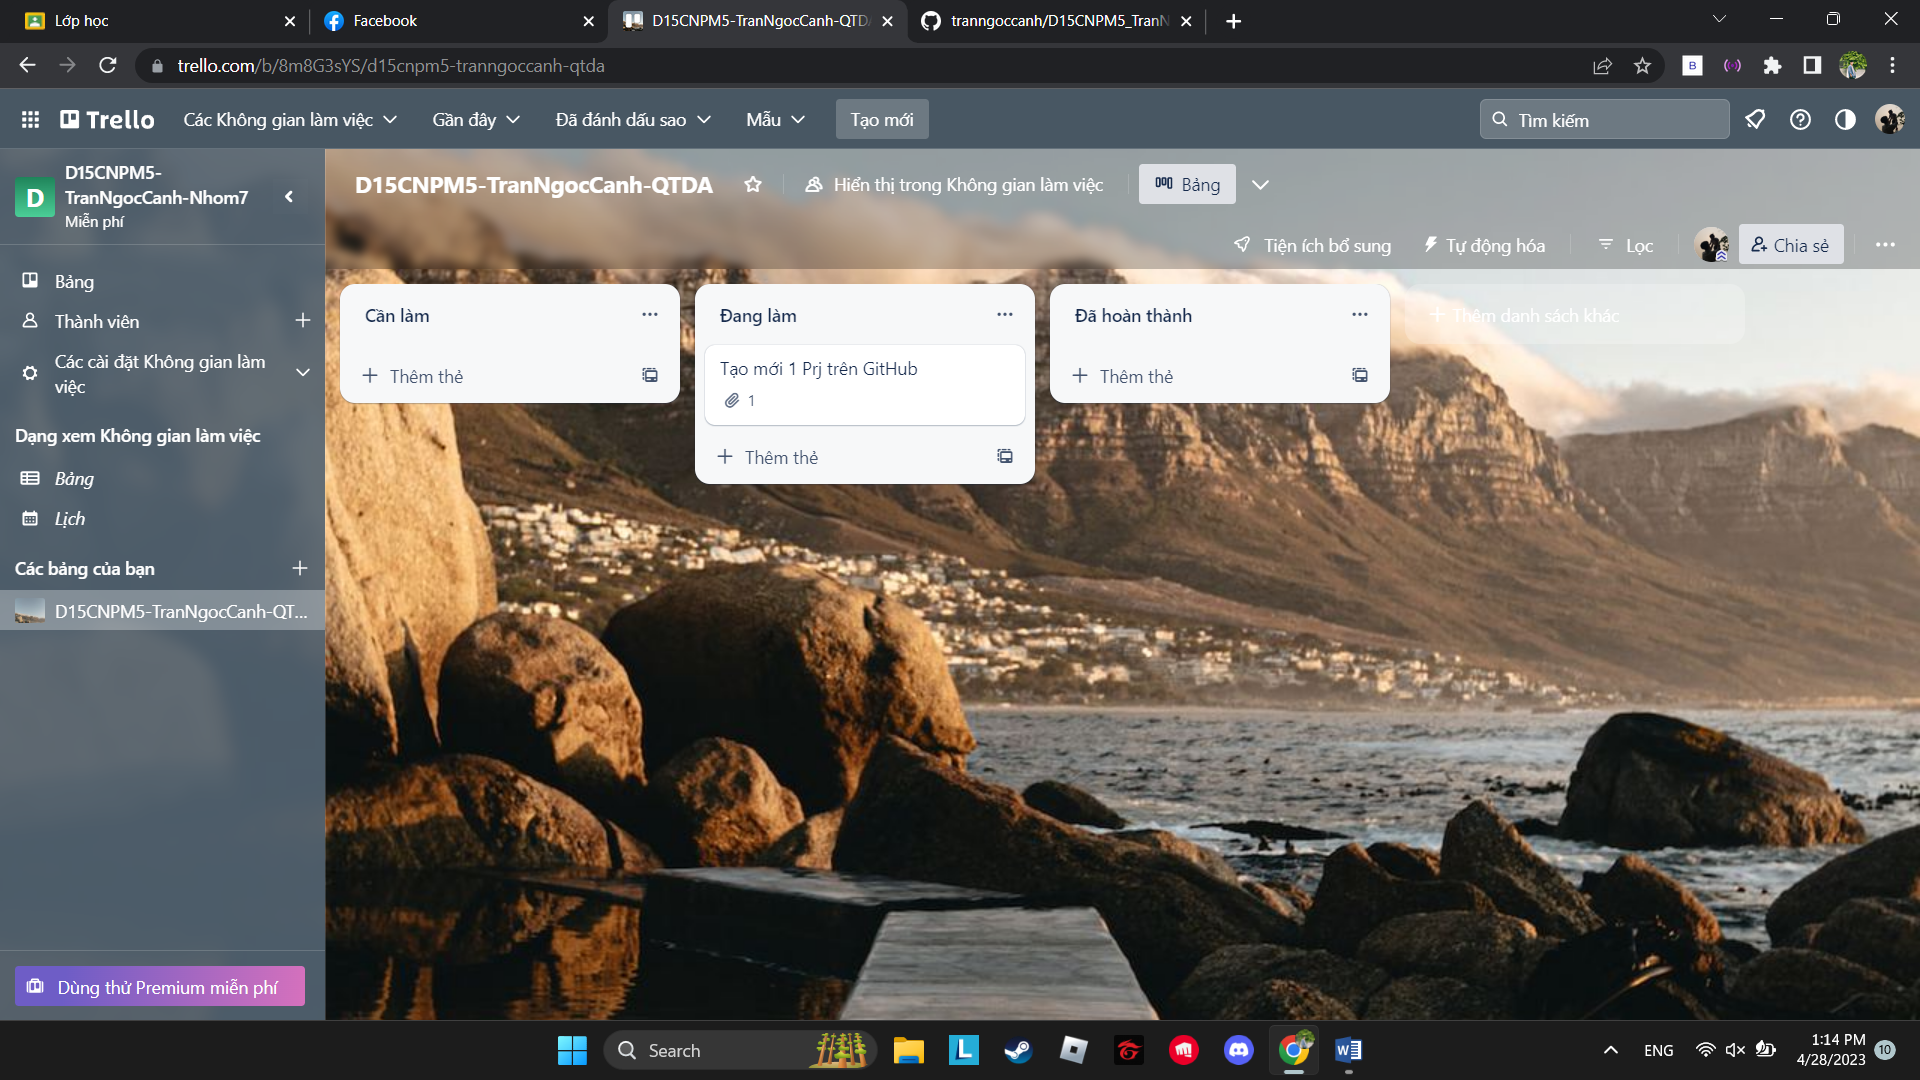 Lớp học
Facebook
D15CNPM5-TranNgocCanh-QTD
tranngoccanh/D15CNPM5_TranN
trello.com/b/8m8G3sYS/d15cnpm5-tranngoccanh-qtda
B
Trello
Các Không gian làm việc
Gần đây
Đã đánh dấu sao
Mẫu
Tạo mới
Tìm kiếm
D
D15CNPM5-
TranNgocCanh-Nhom7
Miễn phí
D15CNPM5-TranNgocCanh-QTDA
Hiển thị trong Không gian làm việc
Bảng
Tiện ích bổ sung
Tự động hóa
Lọc
Chia sẻ
Bảng
Thành viên
Các cài đặt Không gian làm
việc
Dạng xem Không gian làm việc
Bảng
Lịch
Các bảng của bạn
D15CNPM5-TranNgocCanh-QT...
Dùng thử Premium miễn phí
Cần làm
Thêm thẻ
Đang làm
Tạo mới 1 Prj trên GitHub
1
Thêm thẻ
Đã hoàn thành
Thêm thẻ
Thêm danh sách khác
Search
L
W
ENG
1:14 PM
4/28/2023
10